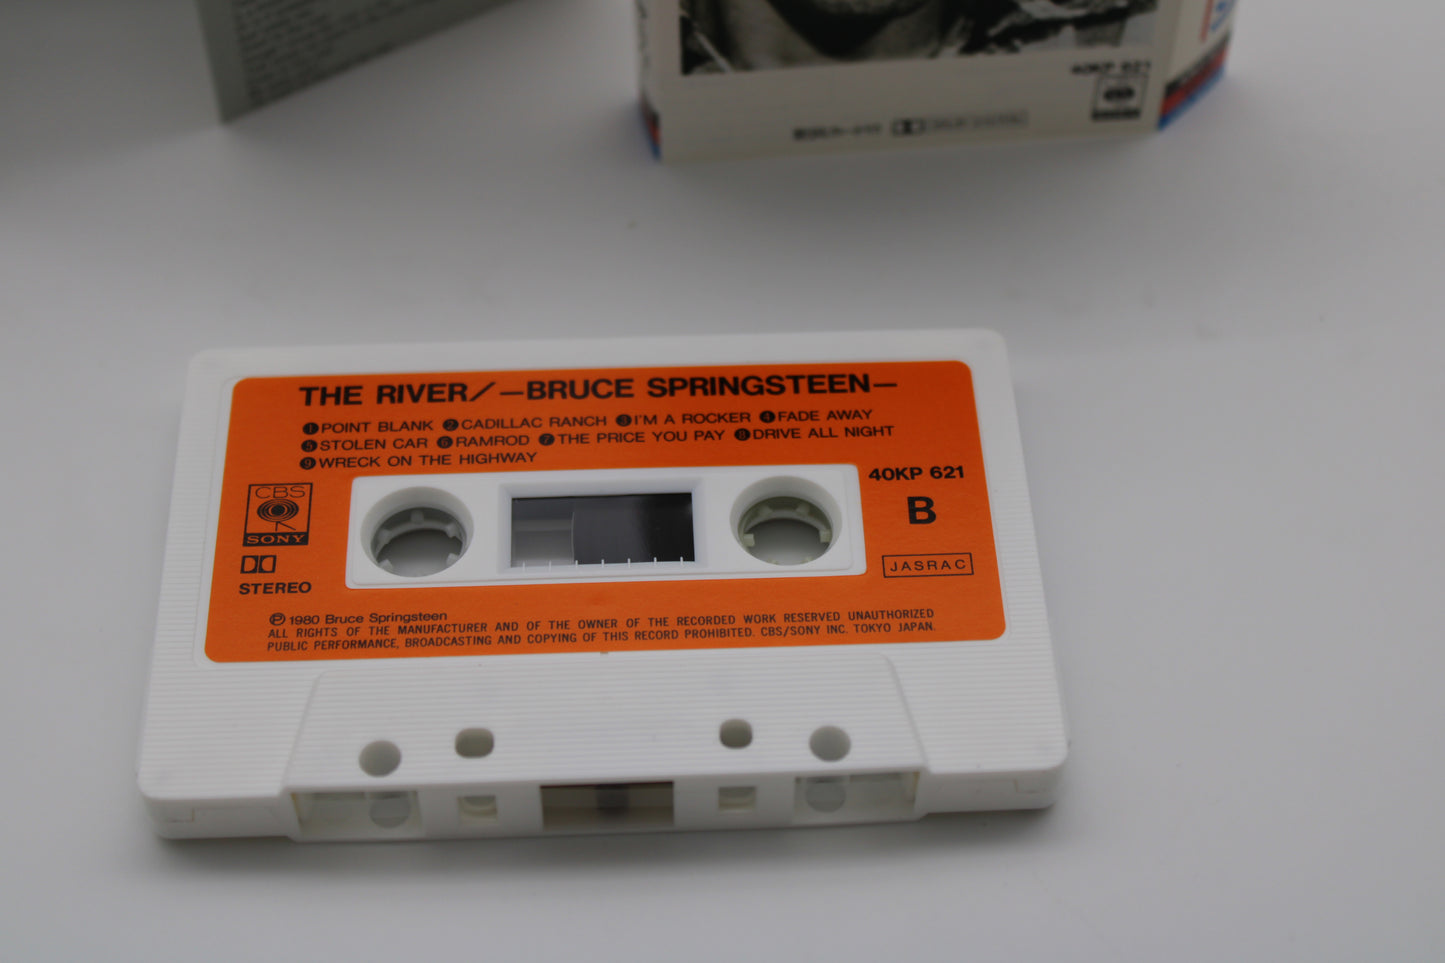 40KP 621
THE RIVER/—BRUCE SPRINGSTEEN—
❶POINT BLANK ❷CADILLAC RANCH ❸I'M A ROCKER ❹FADE AWAY
❺STOLEN CAR ❻RAMROD ❼THE PRICE YOU PAY ❽DRIVE ALL NIGHT
❾WRECK ON THE HIGHWAY
40KP 621
CBS
SONY
B
STEREO
JASRAC
Ⓟ 1980 Bruce Springsteen
ALL RIGHTS OF THE MANUFACTURER AND OF THE OWNER OF THE RECORDED WORK RESERVED UNAUTHORIZED
PUBLIC PERFORMANCE, BROADCASTING AND COPYING OF THIS RECORD PROHIBITED. CBS/SONY INC. TOKYO JAPAN.